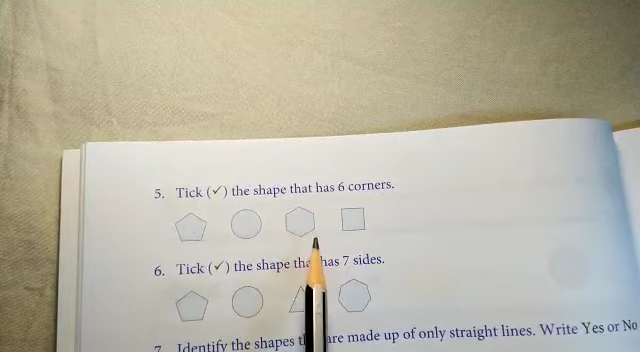 5. Tick (✓) the shape that has 6 corners.
6. Tick (✓) the shape has 7 sides.
7. Identify the shapes are made up of only straight lines. Write Yes or No